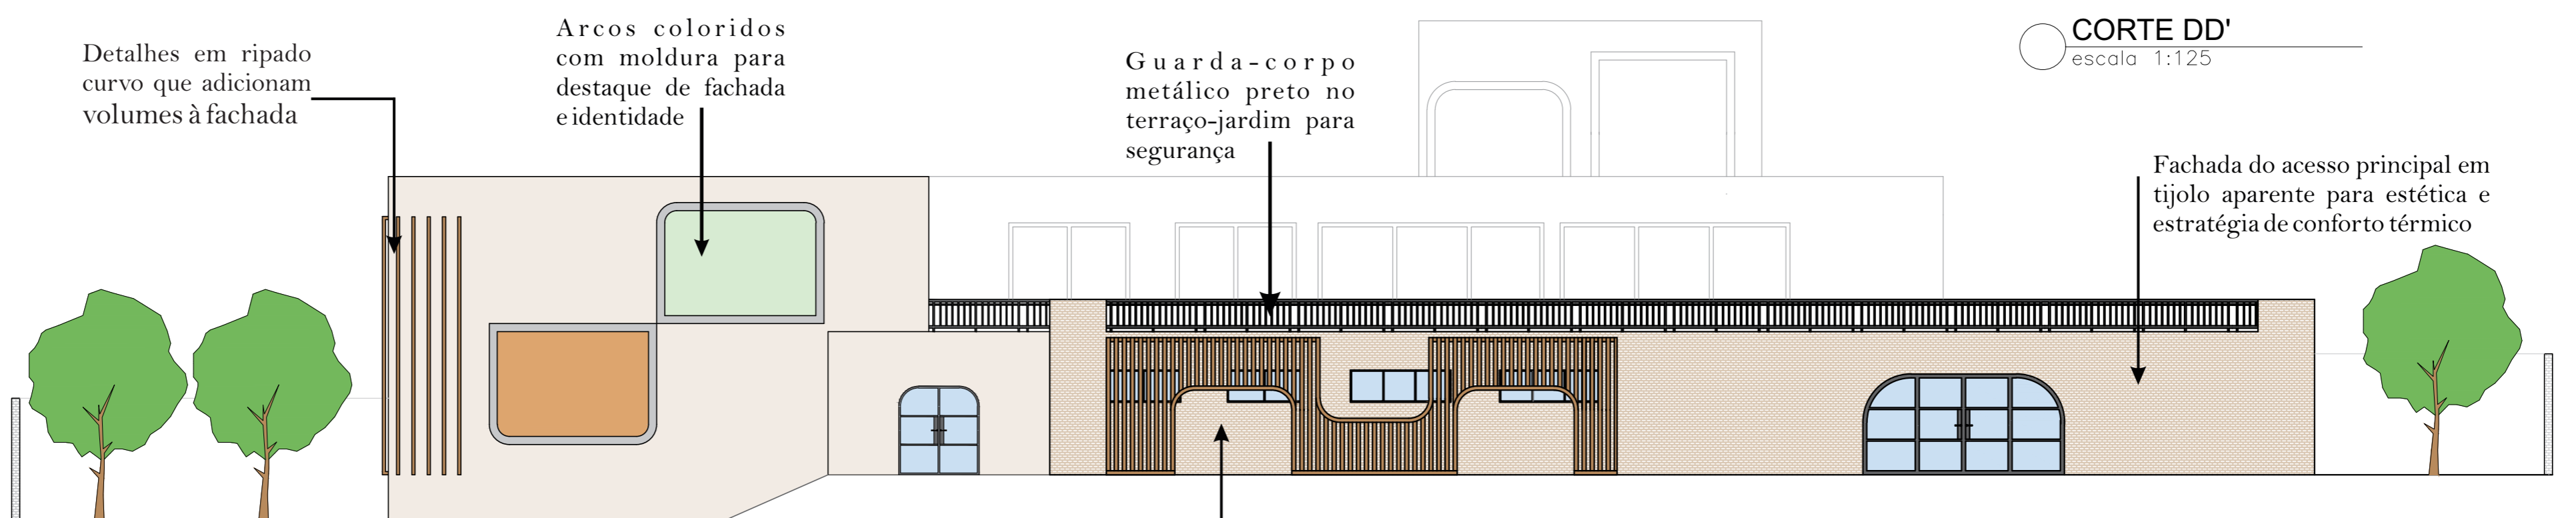 Detalhes em ripado
curvo que adicionam
volumes à fachada
Arcos coloridos
com moldura para
destaque de fachada
e identidade
Guarda-corpo
metálico preto no
terraço-jardim para
segurança
CORTE DD'
escala 1:125
Fachada do acesso principal em
tijolo aparente para estética e
estratégia de conforto térmico